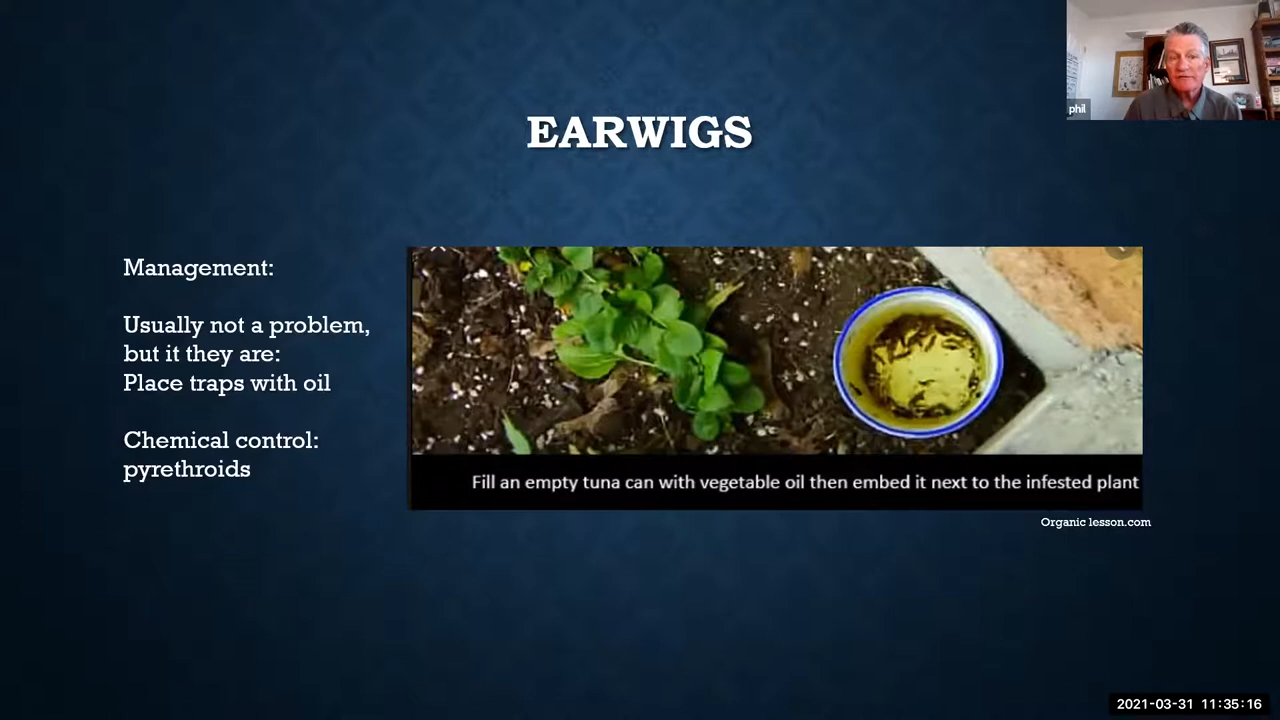 phil
EARWIGS
Management:
Usually not a problem,
but it they are:
Place traps with oil
Chemical control:
pyrethroids
Fill an empty tuna can with vegetable oil then embed it next to the infested plant
Organic lesson.com
2021-03-31 11:35:16